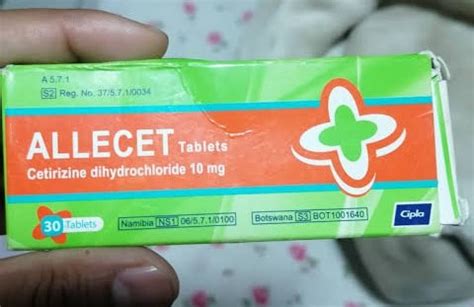 A 5.7.1
S2 Reg. No. 37/5.7.1/0034
ALLECET Tablets
Cetirizine dihydrochloride 10 mg
30 Tablets
Namibia NS1 06/5.7.1/0100
Botswana S3 BOT1001640
Cipla